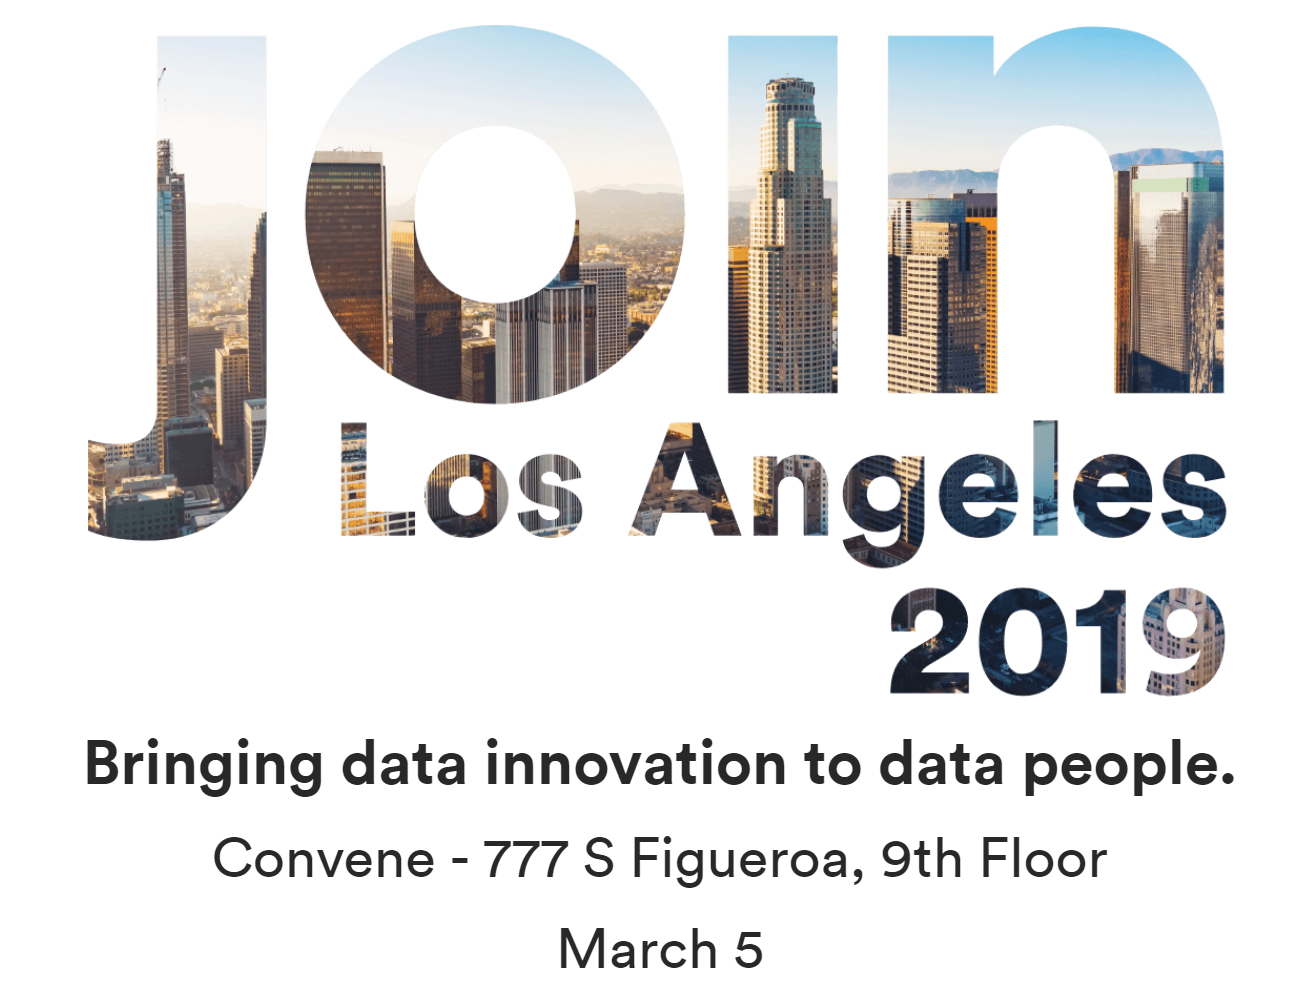 JOIN
Los Angeles
2019
Bringing data innovation to data people.
Convene - 777 S Figueroa, 9th Floor
March 5